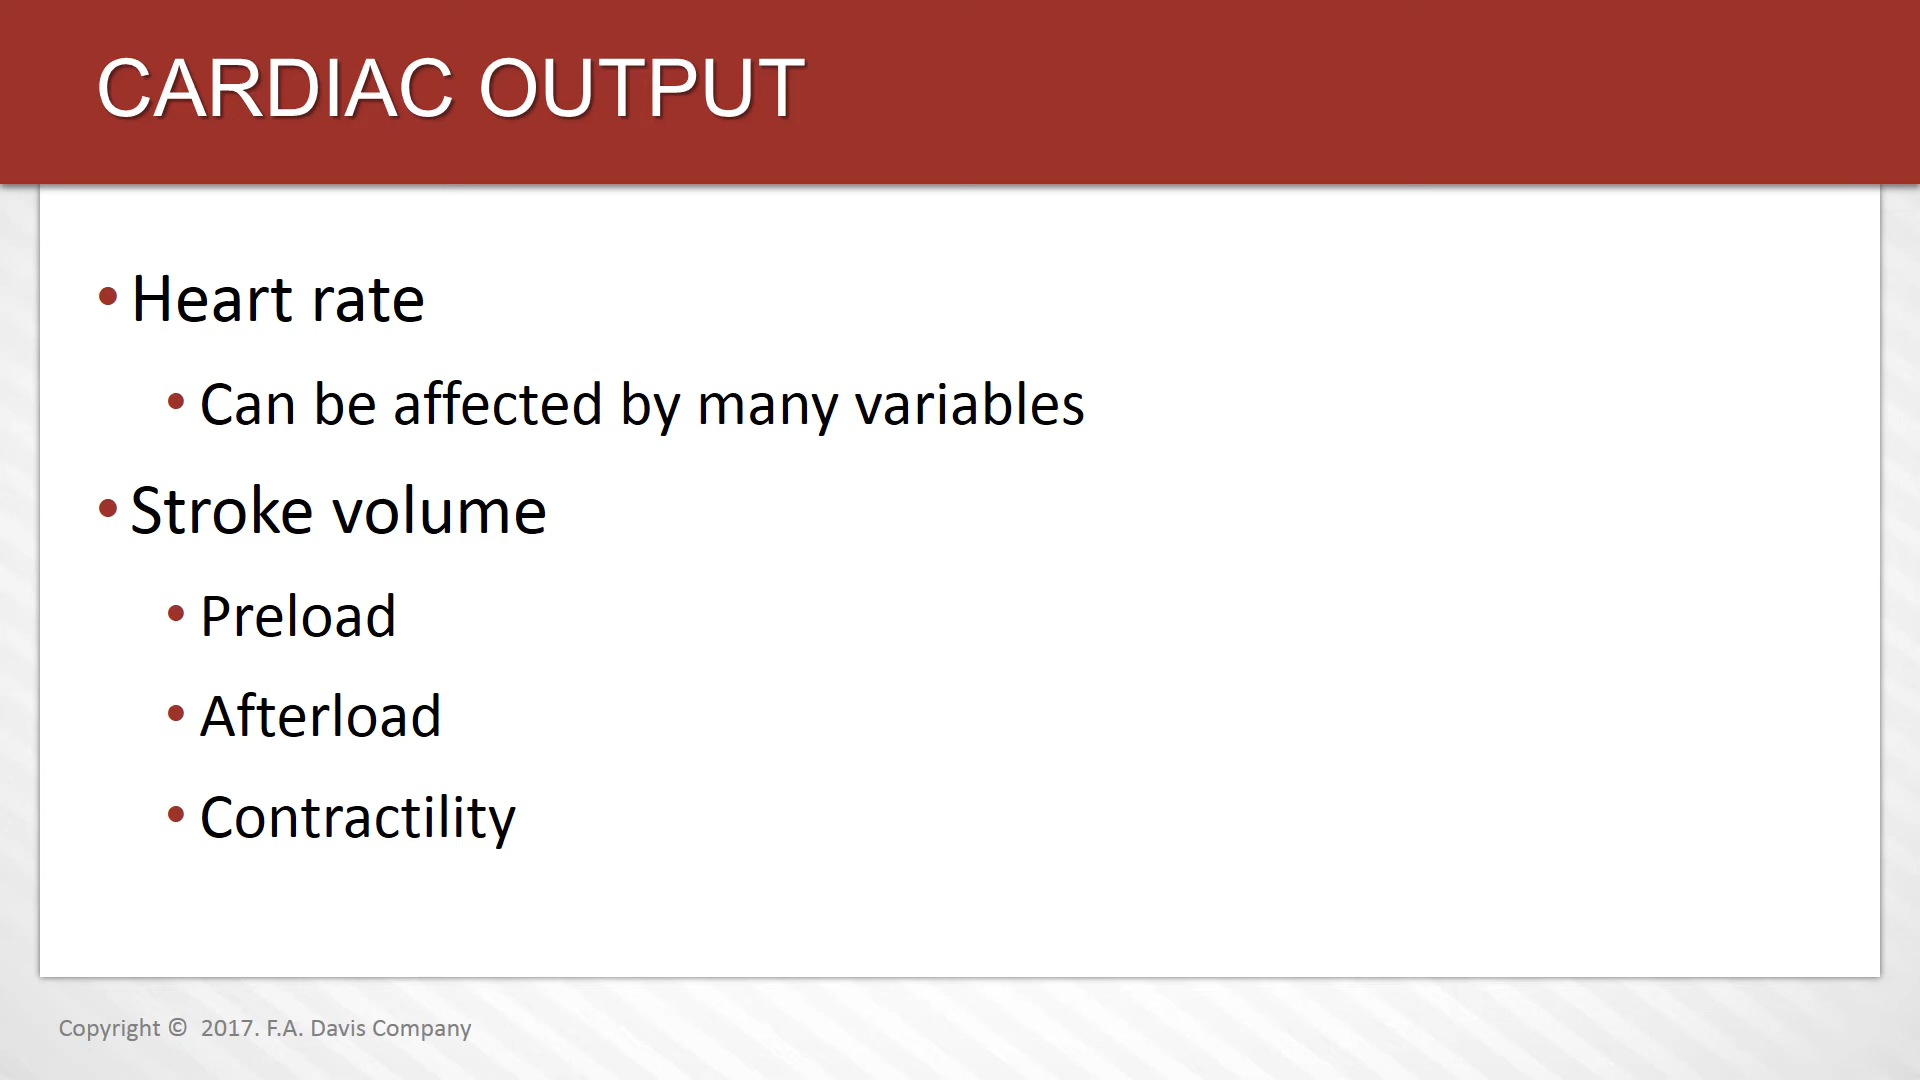 CARDIAC OUTPUT
• Heart rate
• Can be affected by many variables
• Stroke volume
• Preload
• Afterload
• Contractility
Copyright © 2017. F.A. Davis Company